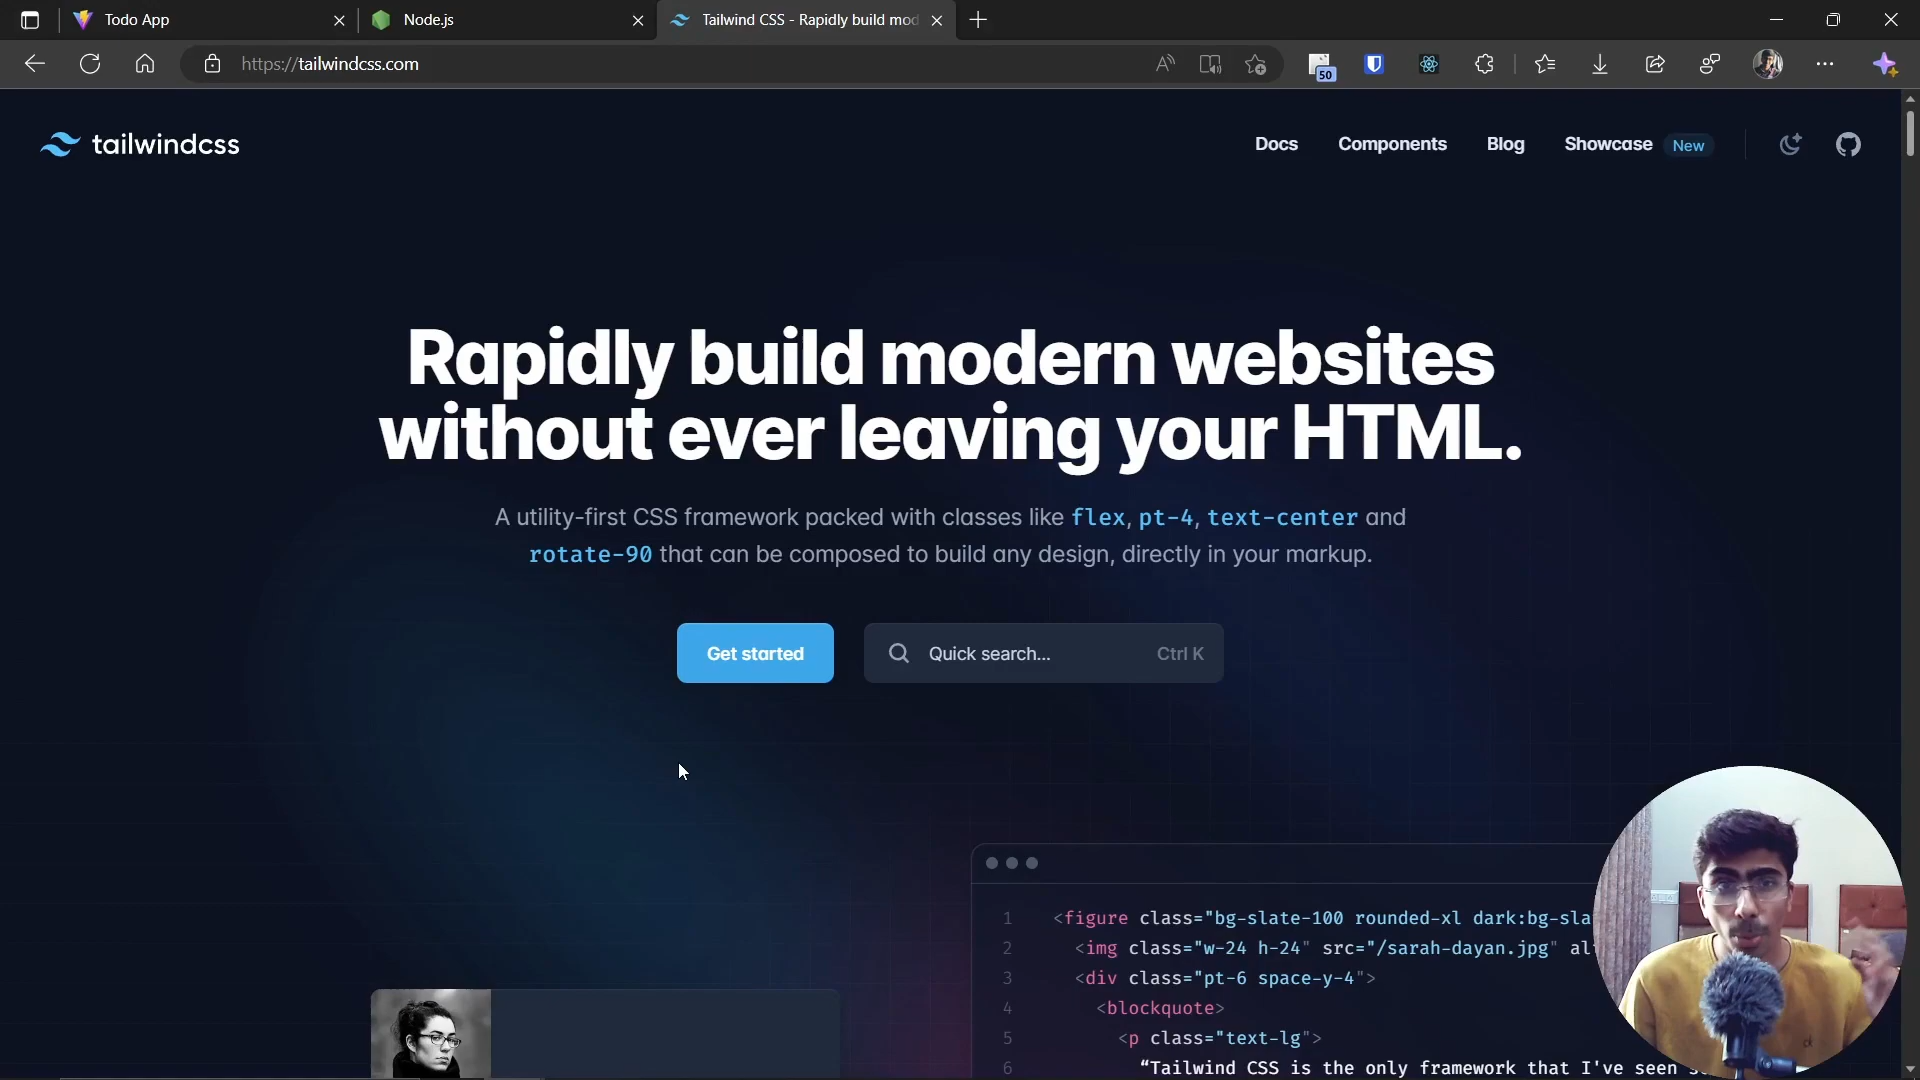 Todo App
Node.js
Tailwind CSS - Rapidly build mod
https://tailwindcss.com
50
tailwindcss
Docs
Components
Blog
Showcase
New
Rapidly build modern websites
without ever leaving your HTML.
A utility-first CSS framework packed with classes like flex, pt-4, text-center and
rotate-90 that can be composed to build any design, directly in your markup.
Get started
Quick search...
Ctrl K
1 <figure class="bg-slate-100 rounded-xl dark:bg-sla
2 <img class="w-24 h-24" src="/sarah-dayan.jpg" al
3 <div class="pt-6 space-y-4">
4 <blockquote>
5 <p class="text-lg">
6 “Tailwind CSS is the only framework that I've seen s